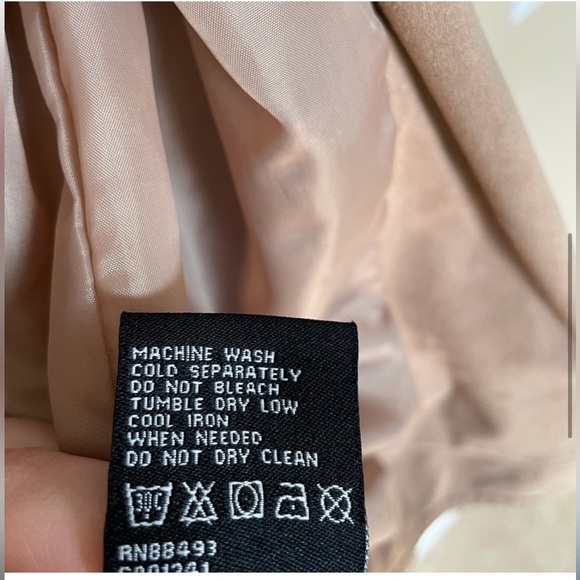 MACHINE WASH
COLD SEPARATELY
DO NOT BLEACH
TUMBLE DRY LOW
COOL IRON
WHEN NEEDED
DO NOT DRY CLEAN
30C
RN88493